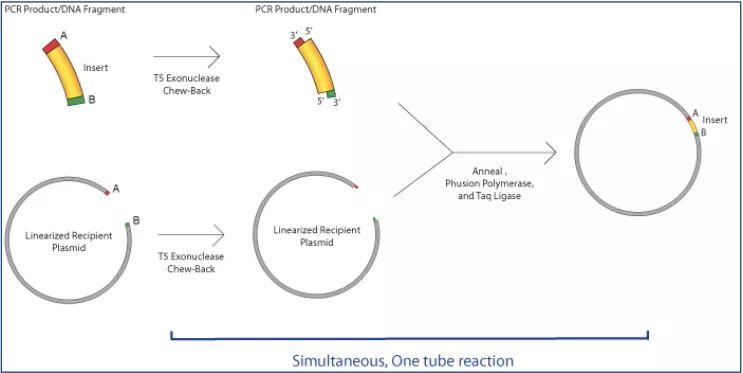 PCR Product/DNA Fragment
A
Insert
B
T5 Exonuclease
Chew-Back
PCR Product/DNA Fragment
3' 5'
5' 3'
A
B
Linearized Recipient
Plasmid
T5 Exonuclease
Chew-Back
Linearized Recipient
Plasmid
Anneal ,
Phusion Polymerase,
and Taq Ligase
A
Insert
B
Simultaneous, One tube reaction